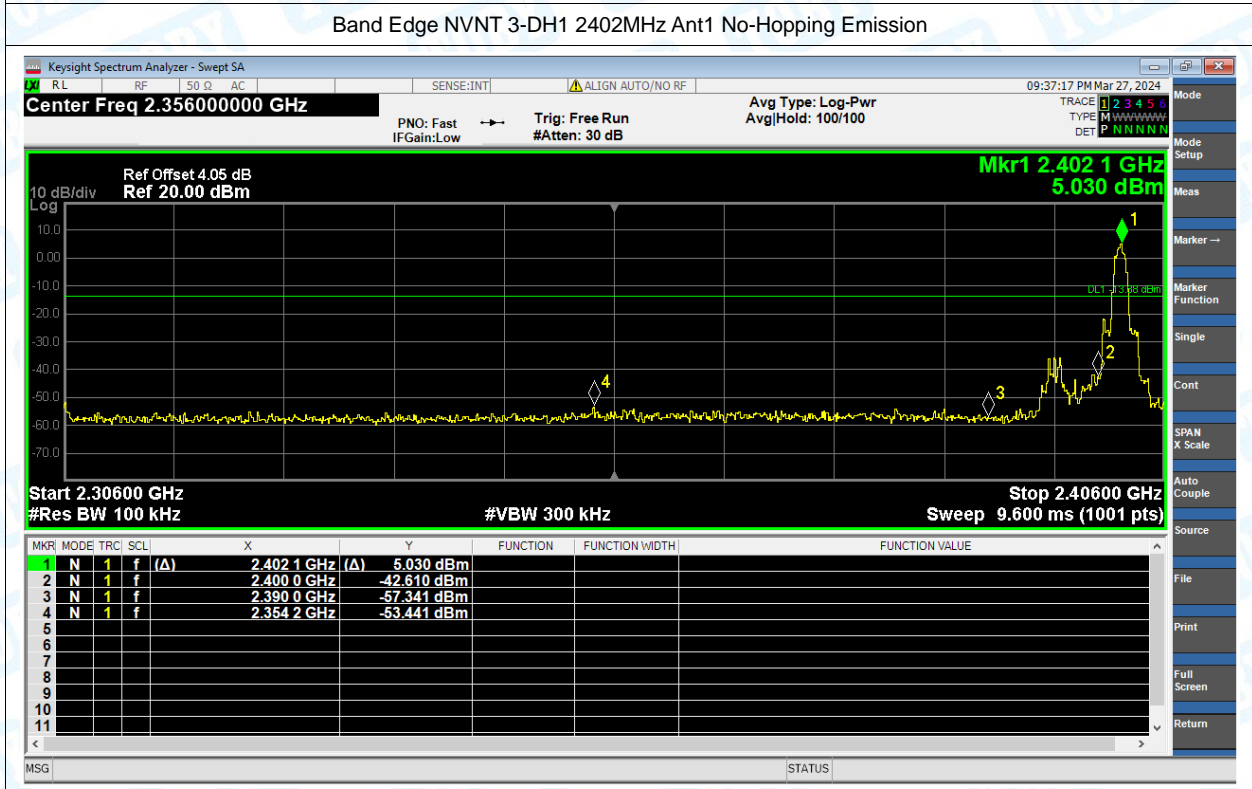 Band Edge NVNT 3-DH1 2402MHz Ant1 No-Hopping Emission
Keysight Spectrum Analyzer - Swept SA
LXI RL RF 50 Ω AC SENSE:INT ALIGN AUTO/NO RF 09:37:17 PM Mar 27, 2024
Center Freq 2.356000000 GHz
PNO: Fast
IFGain:Low
Trig: Free Run
#Atten: 30 dB
Avg Type: Log-Pwr
Avg|Hold: 100/100
TRACE 1 2 3 4 5 6
TYPE M W W W W W
DET P N N N N N
Mkr1 2.402 1 GHz
5.030 dBm
Ref Offset 4.05 dB
Ref 20.00 dBm
10 dB/div
Log
10.0
0.00
-10.0
-20.0
-30.0
-40.0
-50.0
-60.0
-70.0
1
DL1 -13.88 dBm
2
3
4
Start 2.30600 GHz
Stop 2.40600 GHz
#Res BW 100 kHz
#VBW 300 kHz
Sweep 9.600 ms (1001 pts)
MKR MODE TRC SCL X Y FUNCTION FUNCTION WIDTH FUNCTION VALUE
1 N 1 f (Δ) 2.402 1 GHz (Δ) 5.030 dBm
2 N 1 f 2.400 0 GHz -42.610 dBm
3 N 1 f 2.390 0 GHz -57.341 dBm
4 N 1 f 2.354 2 GHz -53.441 dBm
5
6
7
8
9
10
11
MSG
STATUS
Mode
Mode
Setup
Meas
Marker →
Marker
Function
Single
Cont
SPAN
X Scale
Auto
Couple
Source
File
Print
Full
Screen
Return